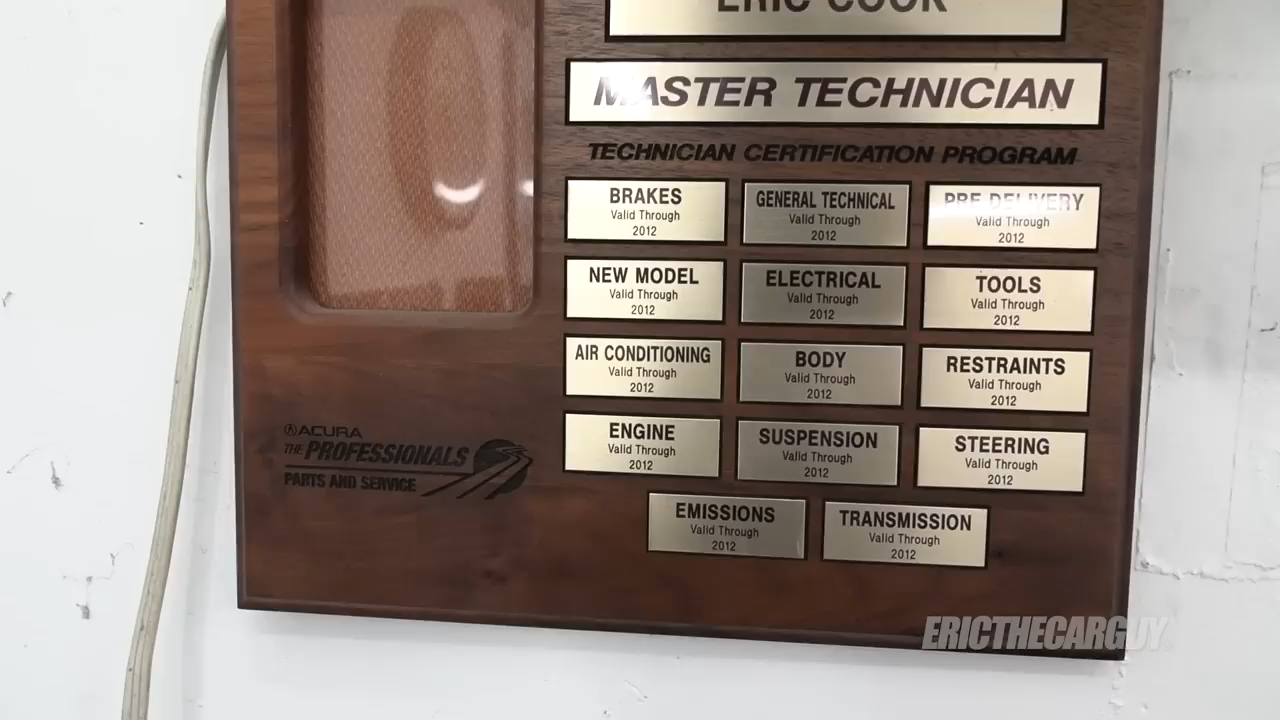 ERIC COOK
MASTER TECHNICIAN
TECHNICIAN CERTIFICATION PROGRAM
BRAKES
Valid Through
2012
GENERAL TECHNICAL
Valid Through
2012
PRE DELIVERY
Valid Through
2012
NEW MODEL
Valid Through
2012
ELECTRICAL
Valid Through
2012
TOOLS
Valid Through
2012
AIR CONDITIONING
Valid Through
2012
BODY
Valid Through
2012
RESTRAINTS
Valid Through
2012
ENGINE
Valid Through
2012
SUSPENSION
Valid Through
2012
STEERING
Valid Through
2012
EMISSIONS
Valid Through
2012
TRANSMISSION
Valid Through
2012
ACURA
THE PROFESSIONALS
PARTS AND SERVICE
ERICTHECARGUY